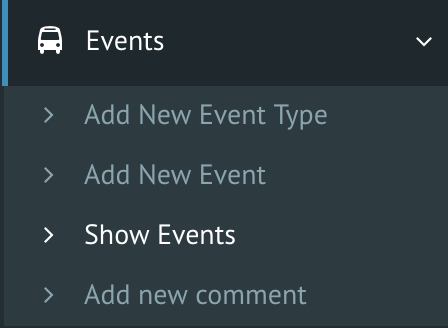 Events
Add New Event Type
Add New Event
Show Events
Add new comment